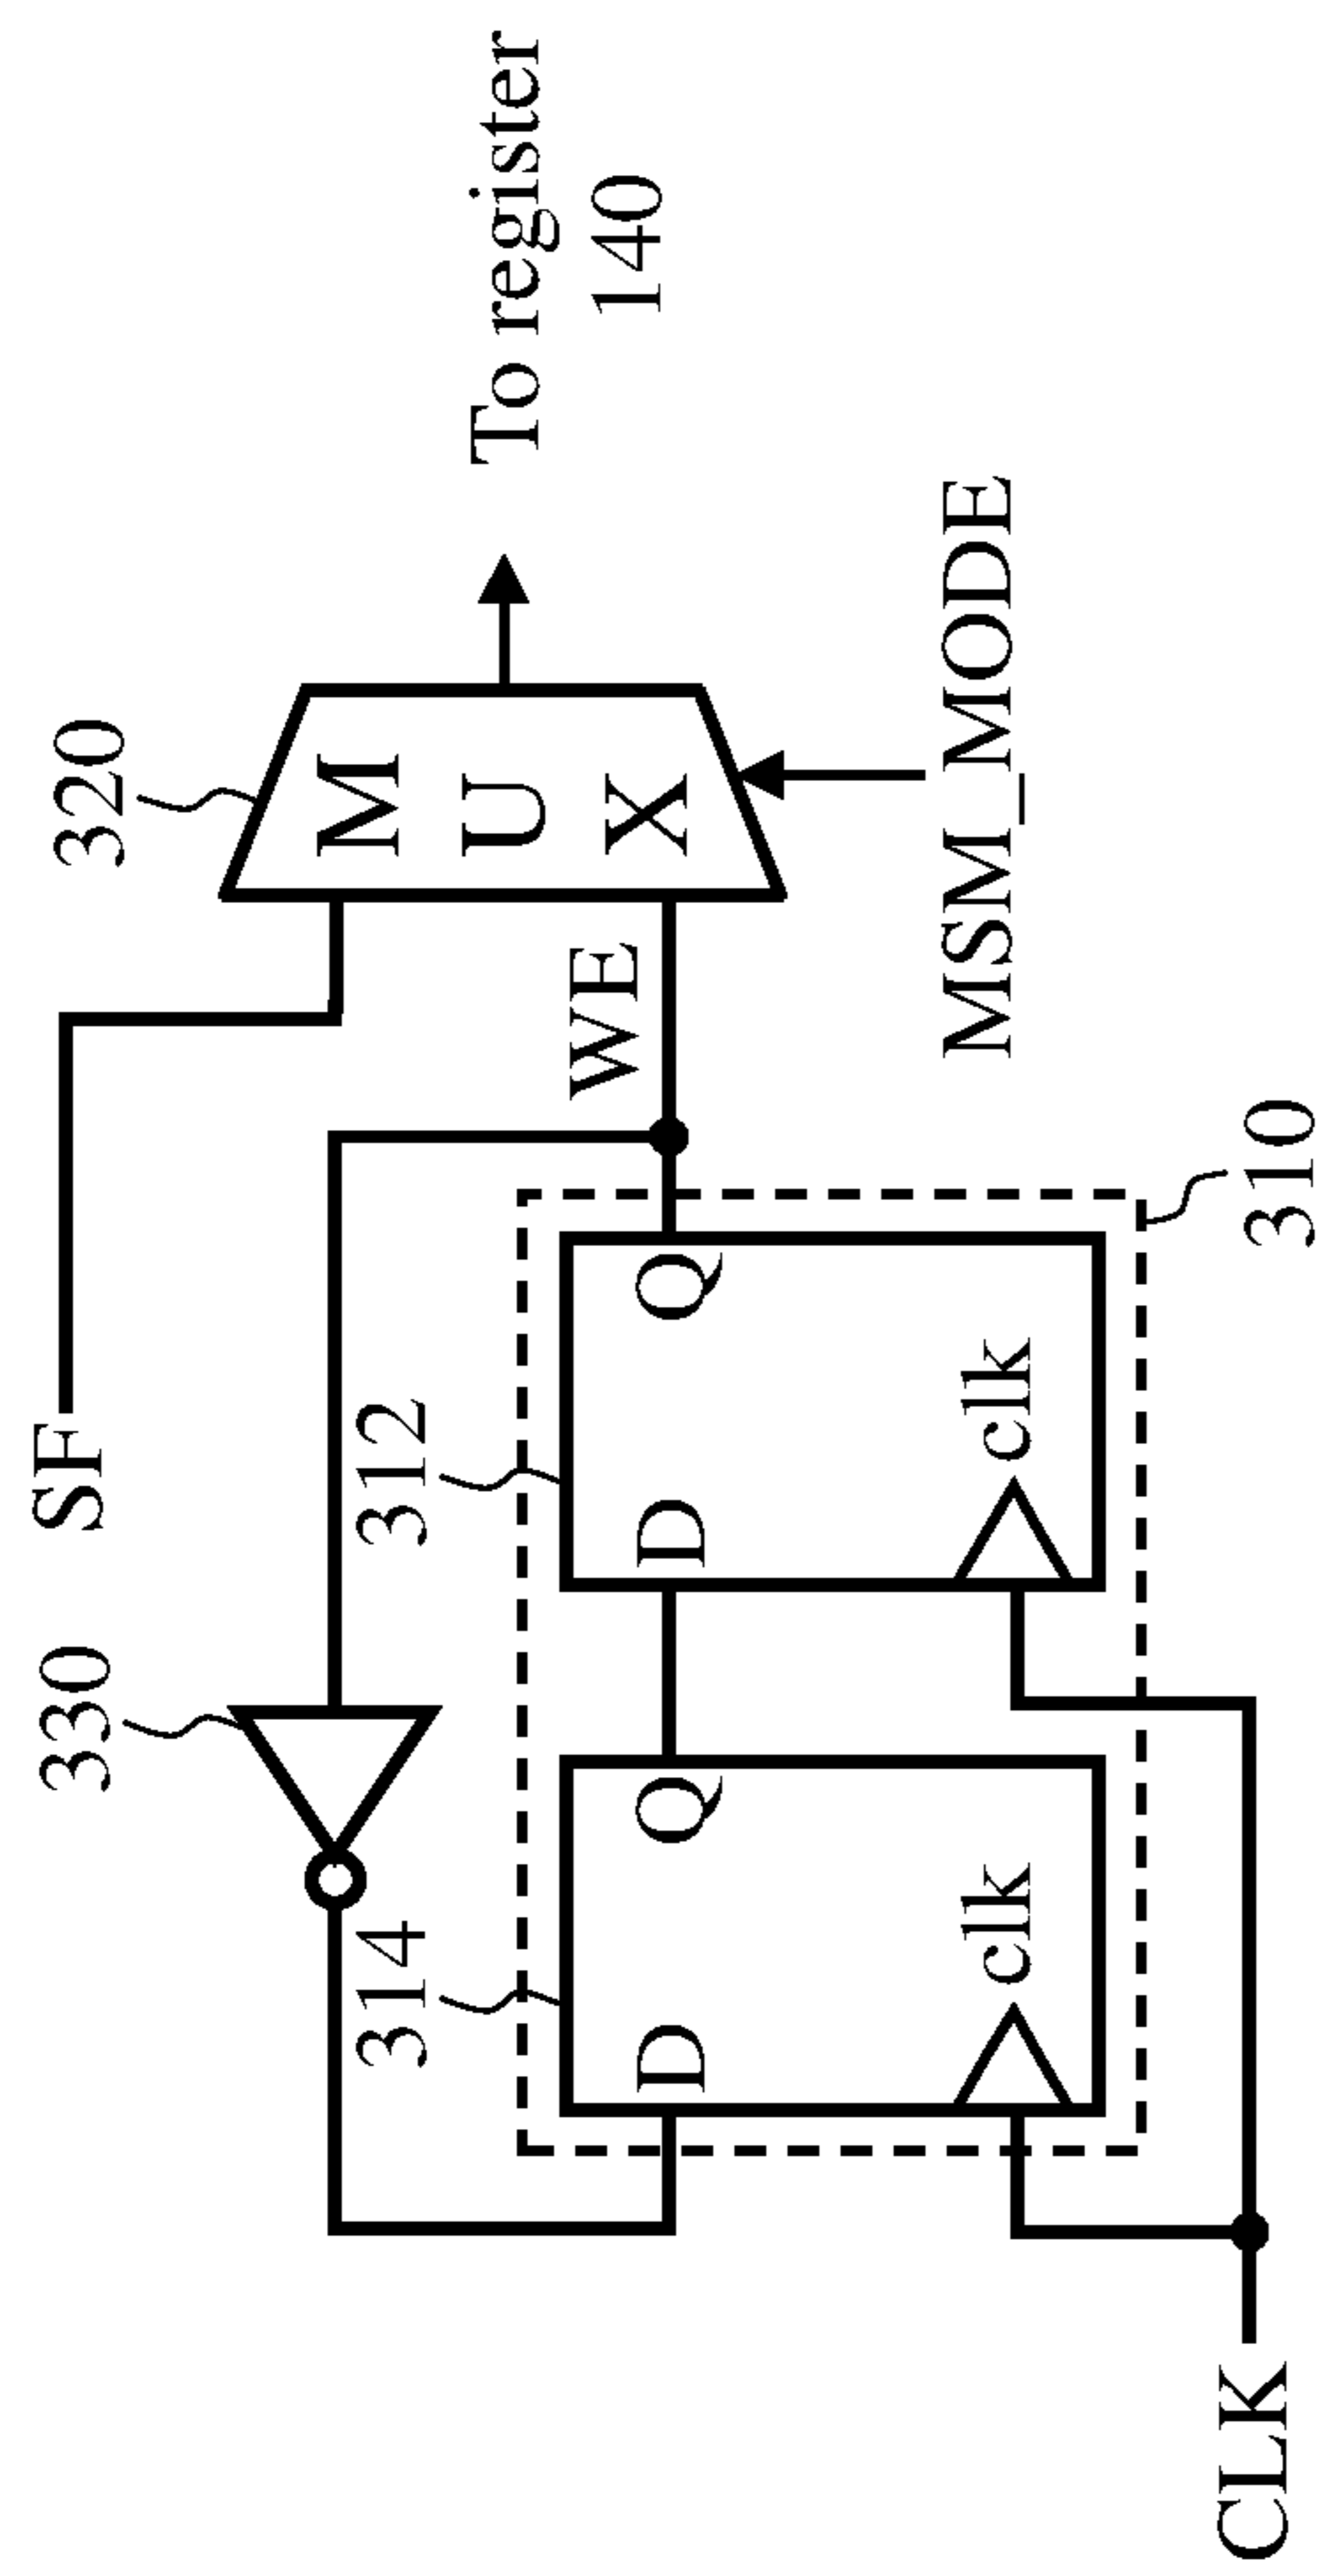 SF
320
M
U
X
To register
140
330
WE
MSM_MODE
314
312
D
Q
D
Q
clk
clk
310
CLK